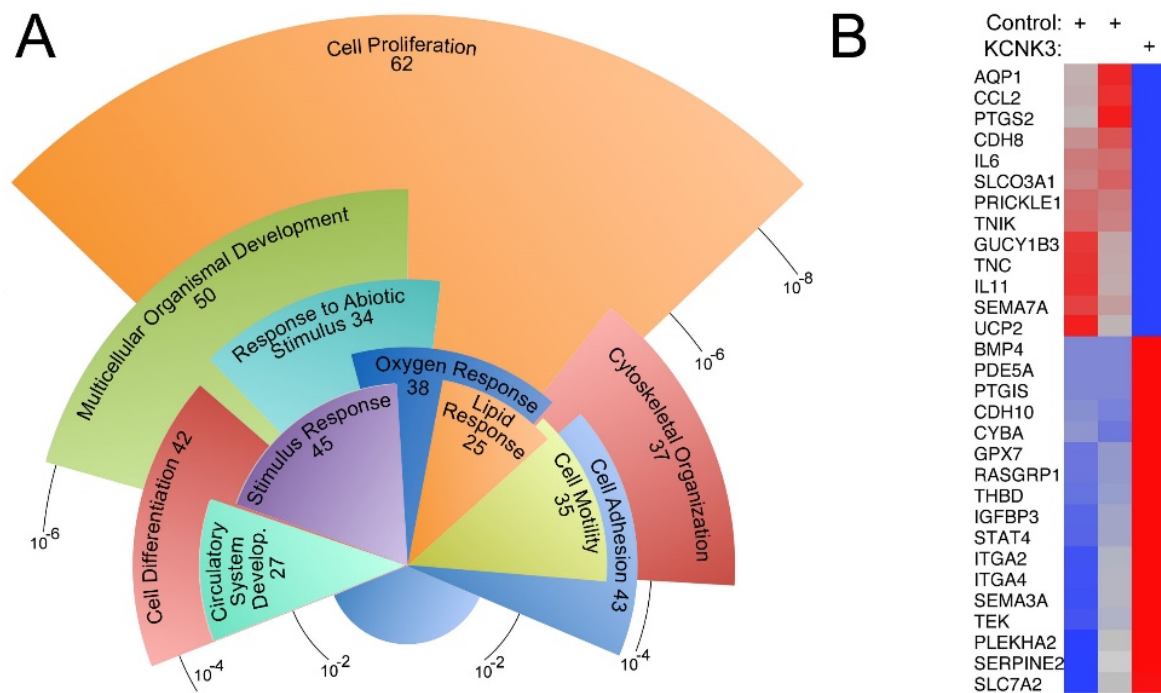 A
Cell Proliferation
62
Multicellular Organismal Development
50
Response to Abiotic
Stimulus 34
Oxygen Response
38
Lipid
Response
25
Cytoskeletal Organization
37
Stimulus Response
45
Cell Differentiation 42
Circulatory
System
Develop.
27
Cell Motility
35
Cell Adhesion 43
10-8
10-6
10-6
10-4
10-2
10-2
10-4
B
Control: + +
KCNK3: +
AQP1
CCL2
PTGS2
CDH8
IL6
SLCO3A1
PRICKLE1
TNIK
GUCY1B3
TNC
IL11
SEMA7A
UCP2
BMP4
PDE5A
PTGIS
CDH10
CYBA
GPX7
RASGRP1
THBD
IGFBP3
STAT4
ITGA2
ITGA4
SEMA3A
TEK
PLEKHA2
SERPINE2
SLC7A2